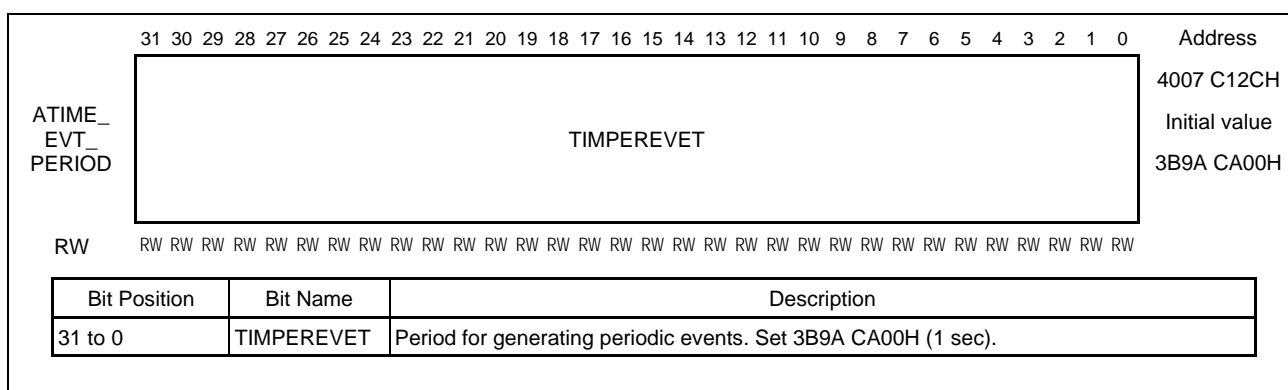 31 30 29 28 27 26 25 24 23 22 21 20 19 18 17 16 15 14 13 12 11 10 9 8 7 6 5 4 3 2 1 0 Address
4007 C12CH
ATIME_
EVT_
PERIOD
TIMPEREVET
Initial value
3B9A CA00H
RW RW RW RW RW RW RW RW RW RW RW RW RW RW RW RW RW RW RW RW RW RW RW RW RW RW RW RW RW RW RW RW RW
Bit Position Bit Name Description
31 to 0 TIMPEREVET Period for generating periodic events. Set 3B9A CA00H (1 sec).